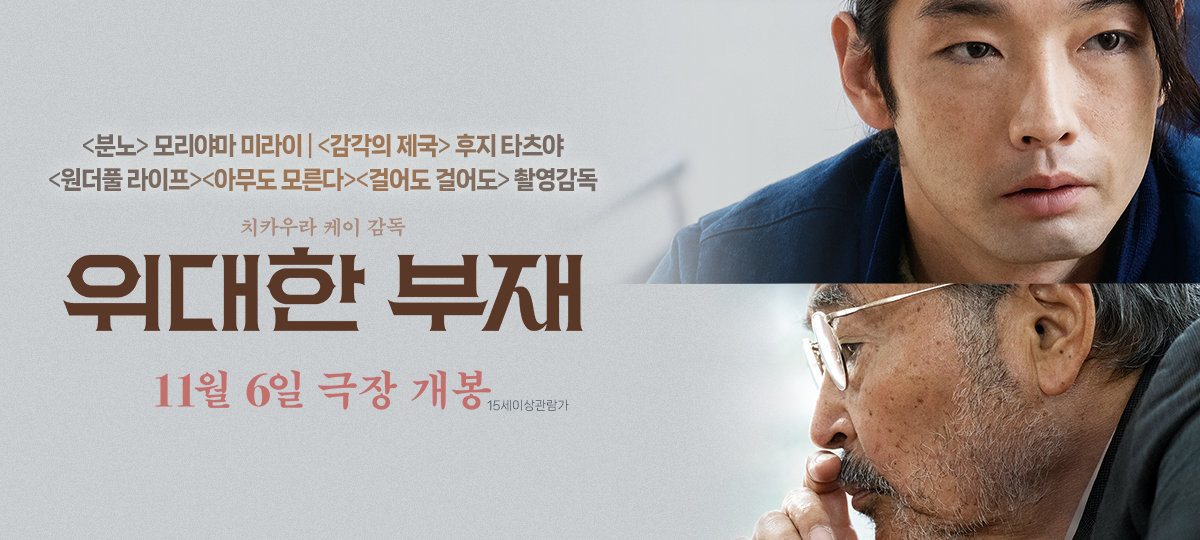 <분노> 모리야마 미라이 | <감각의 제국> 후지 타츠야
<원더풀 라이프><아무도 모른다><걸어도 걸어도> 촬영감독
치카우라 케이 감독
위대한 부재
11월 6일 극장 개봉 15세이상관람가